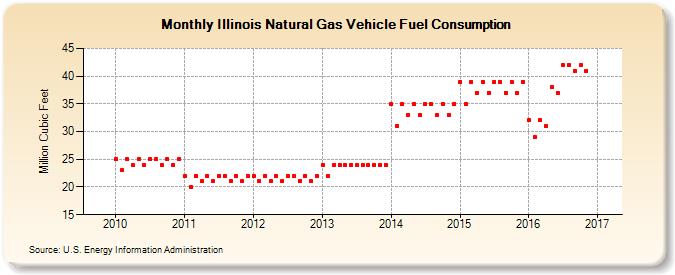 Monthly Illinois Natural Gas Vehicle Fuel Consumption
Million Cubic Feet
45
40
35
30
25
20
15
2010 2011 2012 2013 2014 2015 2016 2017
Source: U.S. Energy Information Administration